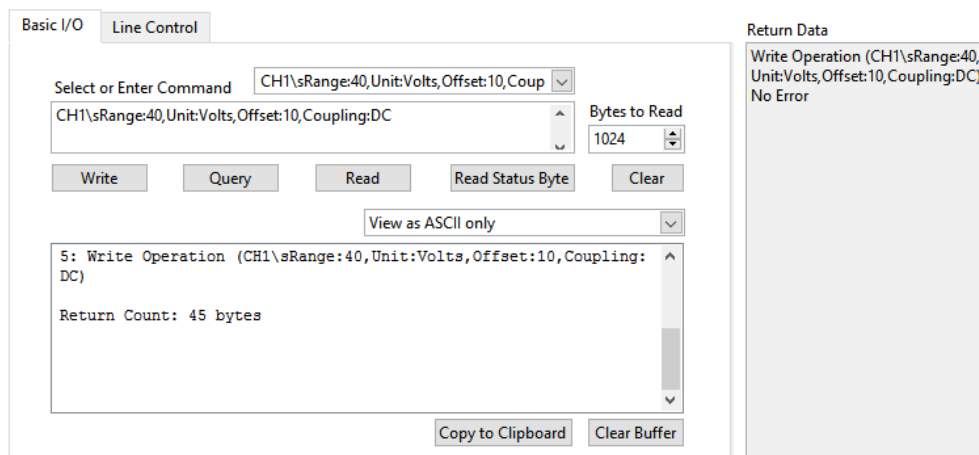 Basic I/O
Line Control
Select or Enter Command
CH1\sRange:40,Unit:Volts,Offset:10,Coup
CH1\sRange:40,Unit:Volts,Offset:10,Coupling:DC
Bytes to Read
1024
Write
Query
Read
Read Status Byte
Clear
View as ASCII only
5: Write Operation (CH1\sRange:40,Unit:Volts,Offset:10,Coupling:
DC)
Return Count: 45 bytes
Copy to Clipboard
Clear Buffer
Return Data
Write Operation (CH1\sRange:40,
Unit:Volts,Offset:10,Coupling:DC)
No Error